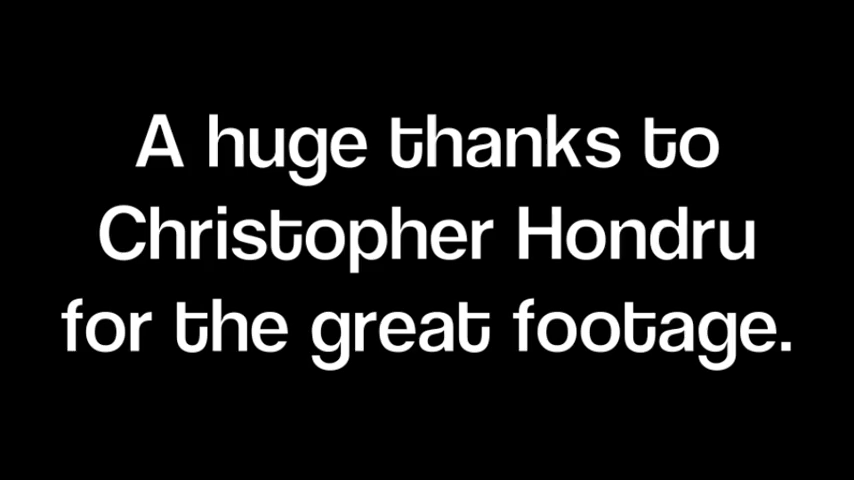 A huge thanks to
Christopher Hondru
for the great footage.